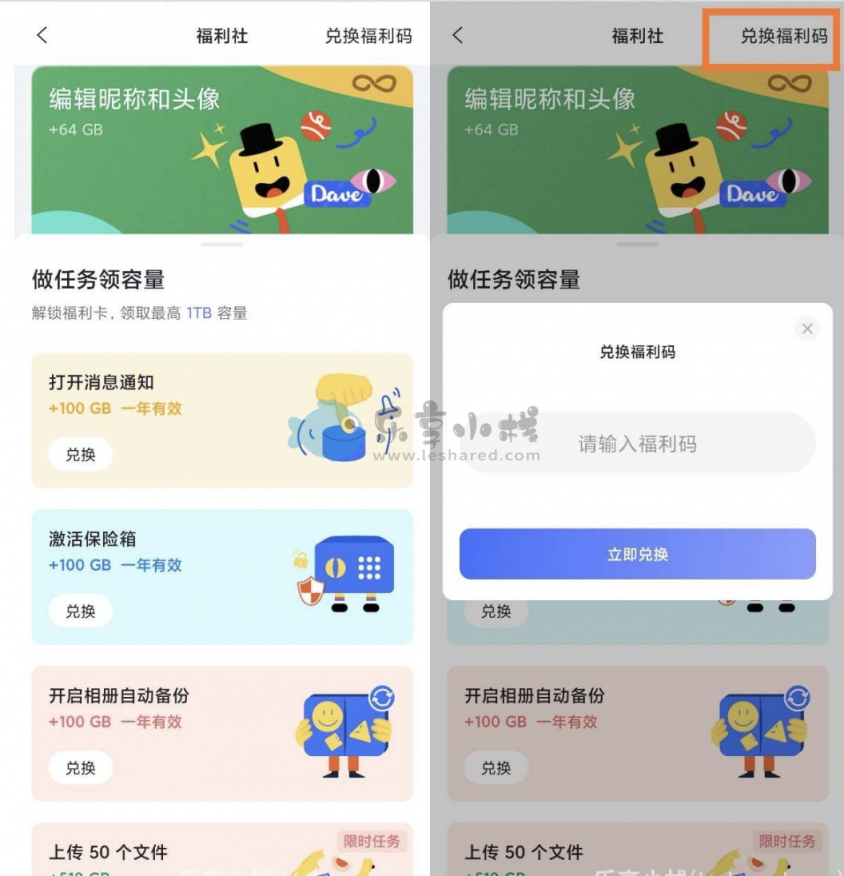 福利社
兑换福利码
编辑昵称和头像
+64 GB
Dave
做任务领容量
解锁福利卡，领取最高 1TB 容量
打开消息通知
+100 GB 一年有效
兑换
激活保险箱
+100 GB 一年有效
兑换
开启相册自动备份
+100 GB 一年有效
兑换
限时任务
上传 50 个文件
福利社
兑换福利码
编辑昵称和头像
+64 GB
Dave
做任务领容量
兑换福利码
请输入福利码
立即兑换
兑换
开启相册自动备份
+100 GB 一年有效
兑换
限时任务
上传 50 个文件
乐享小栈
www.leshared.com